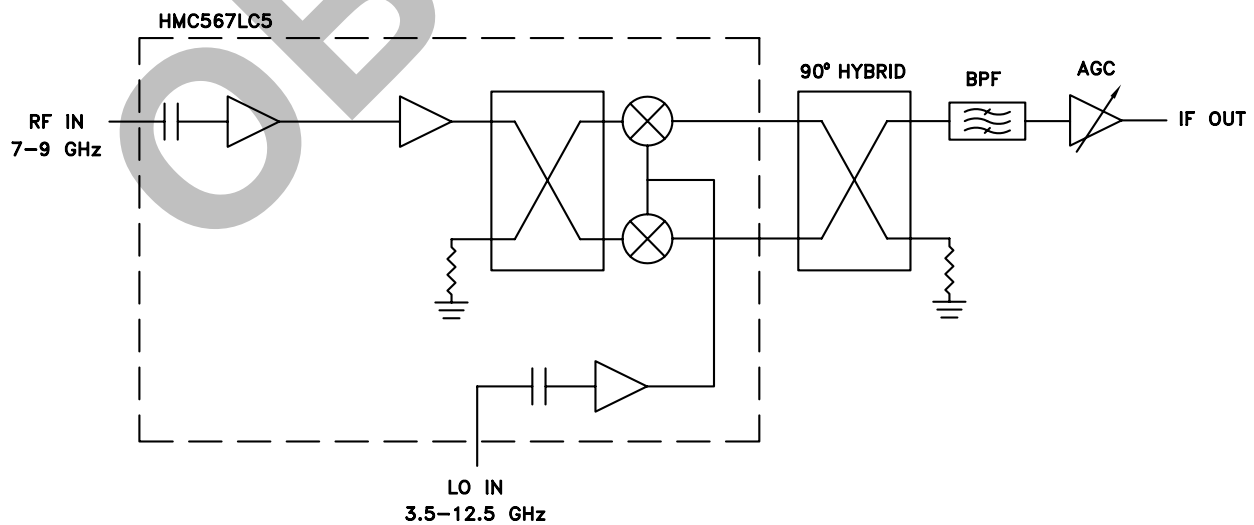 HMC567LC5
RF IN
7-9 GHz
90° HYBRID
BPF
AGC
IF OUT
LO IN
3.5-12.5 GHz
OB